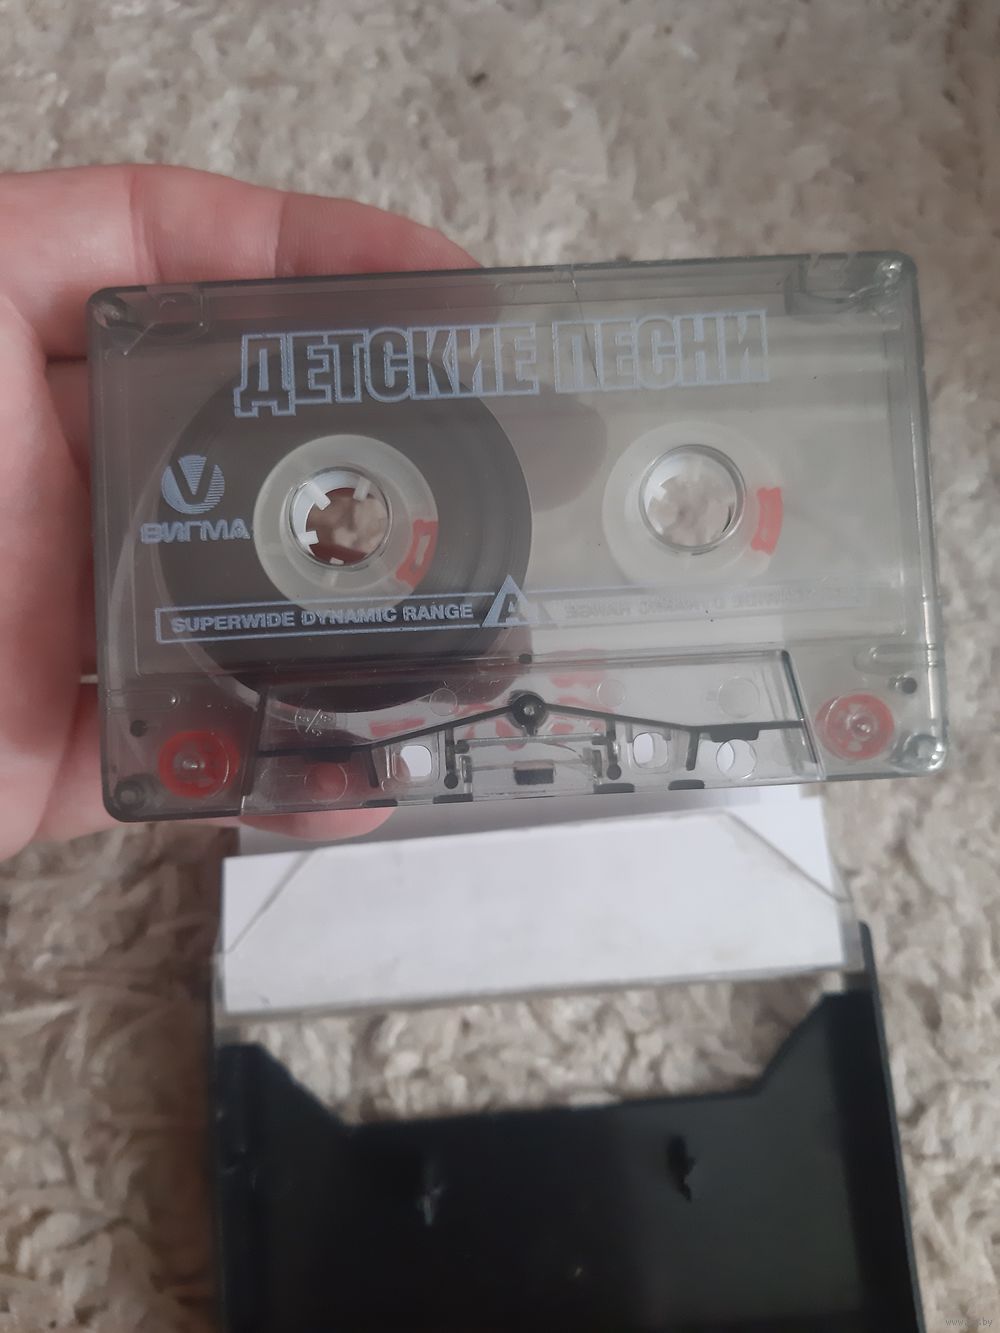 ДЕТСКИЕ ПЕСНИ
V
ВИГМА
SUPERWIDE DYNAMIC RANGE
A